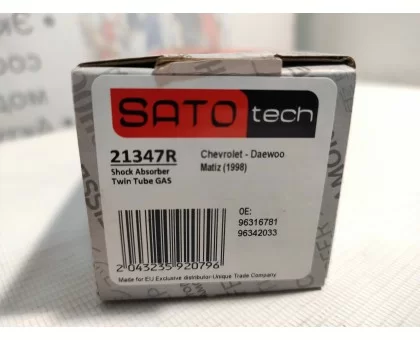 SATO tech
21347R
Shock Absorber
Twin Tube GAS
Chevrolet - Daewoo
Matiz (1998)
OE:
96316781
96342033
2 043235 920796
Made for EU Exclusive distributor-Unique Trade Company